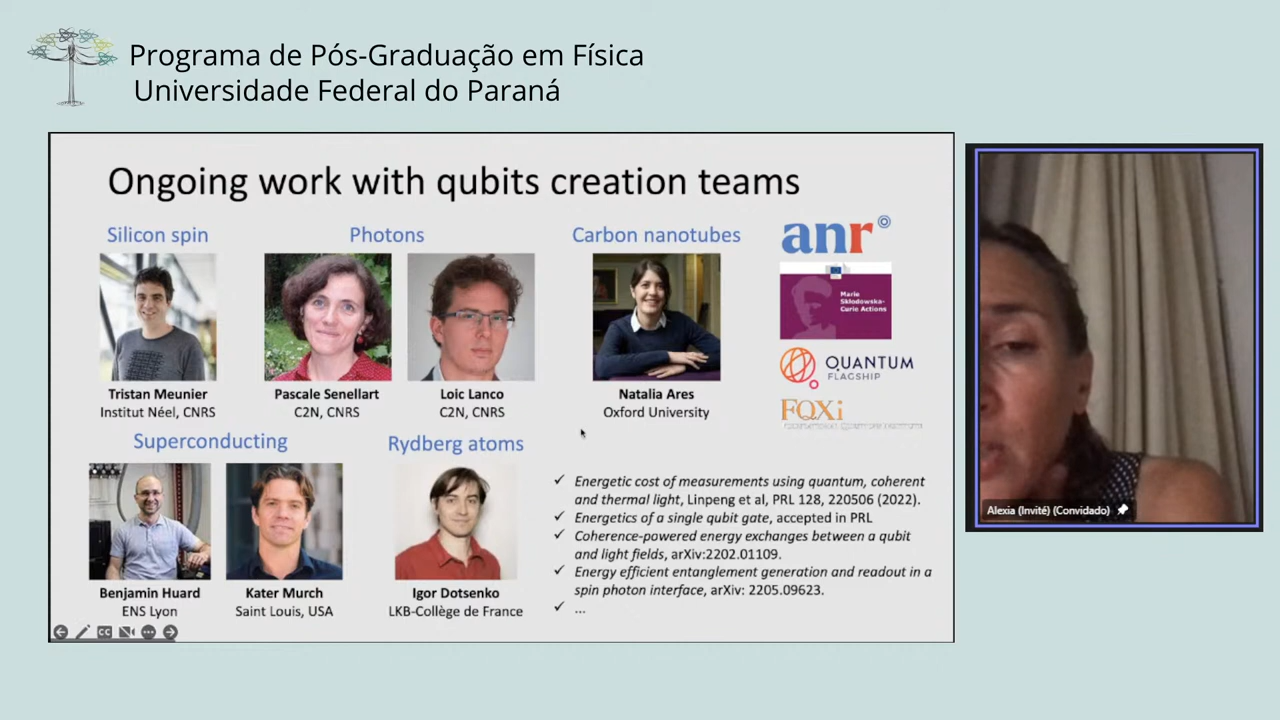 Programa de Pós-Graduação em Física
Universidade Federal do Paraná
Ongoing work with qubits creation teams
Silicon spin
Photons
Carbon nanotubes
anr
Marie
Skłodowska-
Curie Actions
QUANTUM
FLAGSHIP
FQXi
Tristan Meunier
Institut Néel, CNRS
Pascale Senellart
C2N, CNRS
Loic Lanco
C2N, CNRS
Natalia Ares
Oxford University
Superconducting
Rydberg atoms
Benjamin Huard
ENS Lyon
Kater Murch
Saint Louis, USA
Igor Dotsenko
LKB-Collège de France
✓ Energetic cost of measurements using quantum, coherent
and thermal light, Linpeng et al, PRL 128, 220506 (2022).
✓ Energetics of a single qubit gate, accepted in PRL
✓ Coherence-powered energy exchanges between a qubit
and light fields, arXiv:2202.01109.
✓ Energy efficient entanglement generation and readout in a
spin photon interface, arXiv: 2205.09623.
✓ ...
CC
Alexia (Invité) (Convidado)